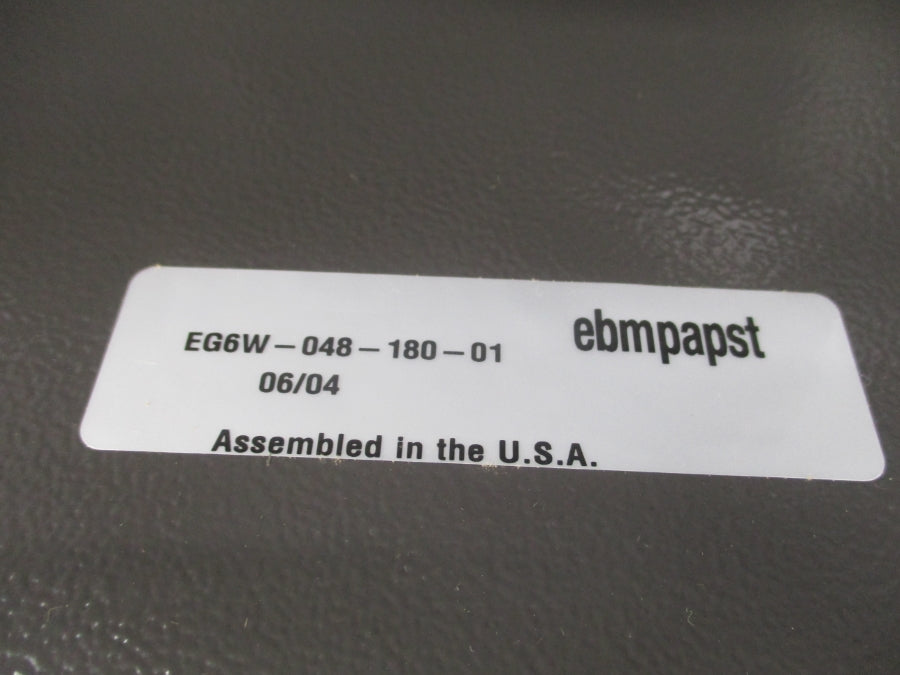 EG6W-048-180-01
ebmpapst
06/04
Assembled in the U.S.A.